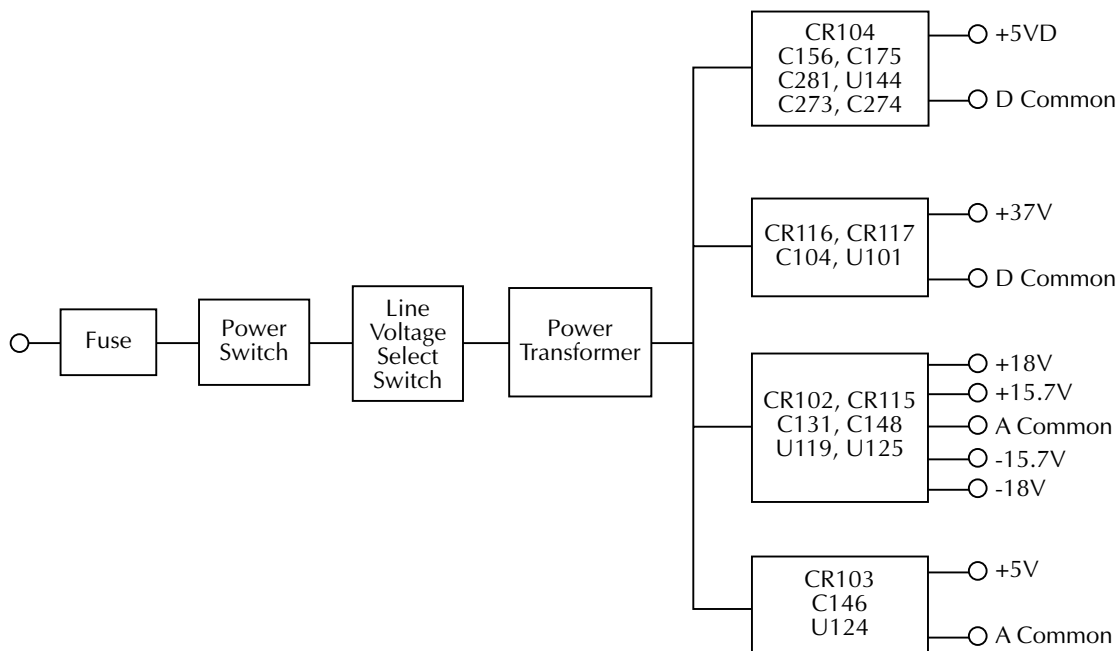 Fuse
Power
Switch
Line
Voltage
Select
Switch
Power
Transformer
CR104
C156, C175
C281, U144
C273, C274
+5VD
D Common
CR116, CR117
C104, U101
+37V
D Common
CR102, CR115
C131, C148
U119, U125
+18V
+15.7V
A Common
-15.7V
-18V
CR103
C146
U124
+5V
A Common